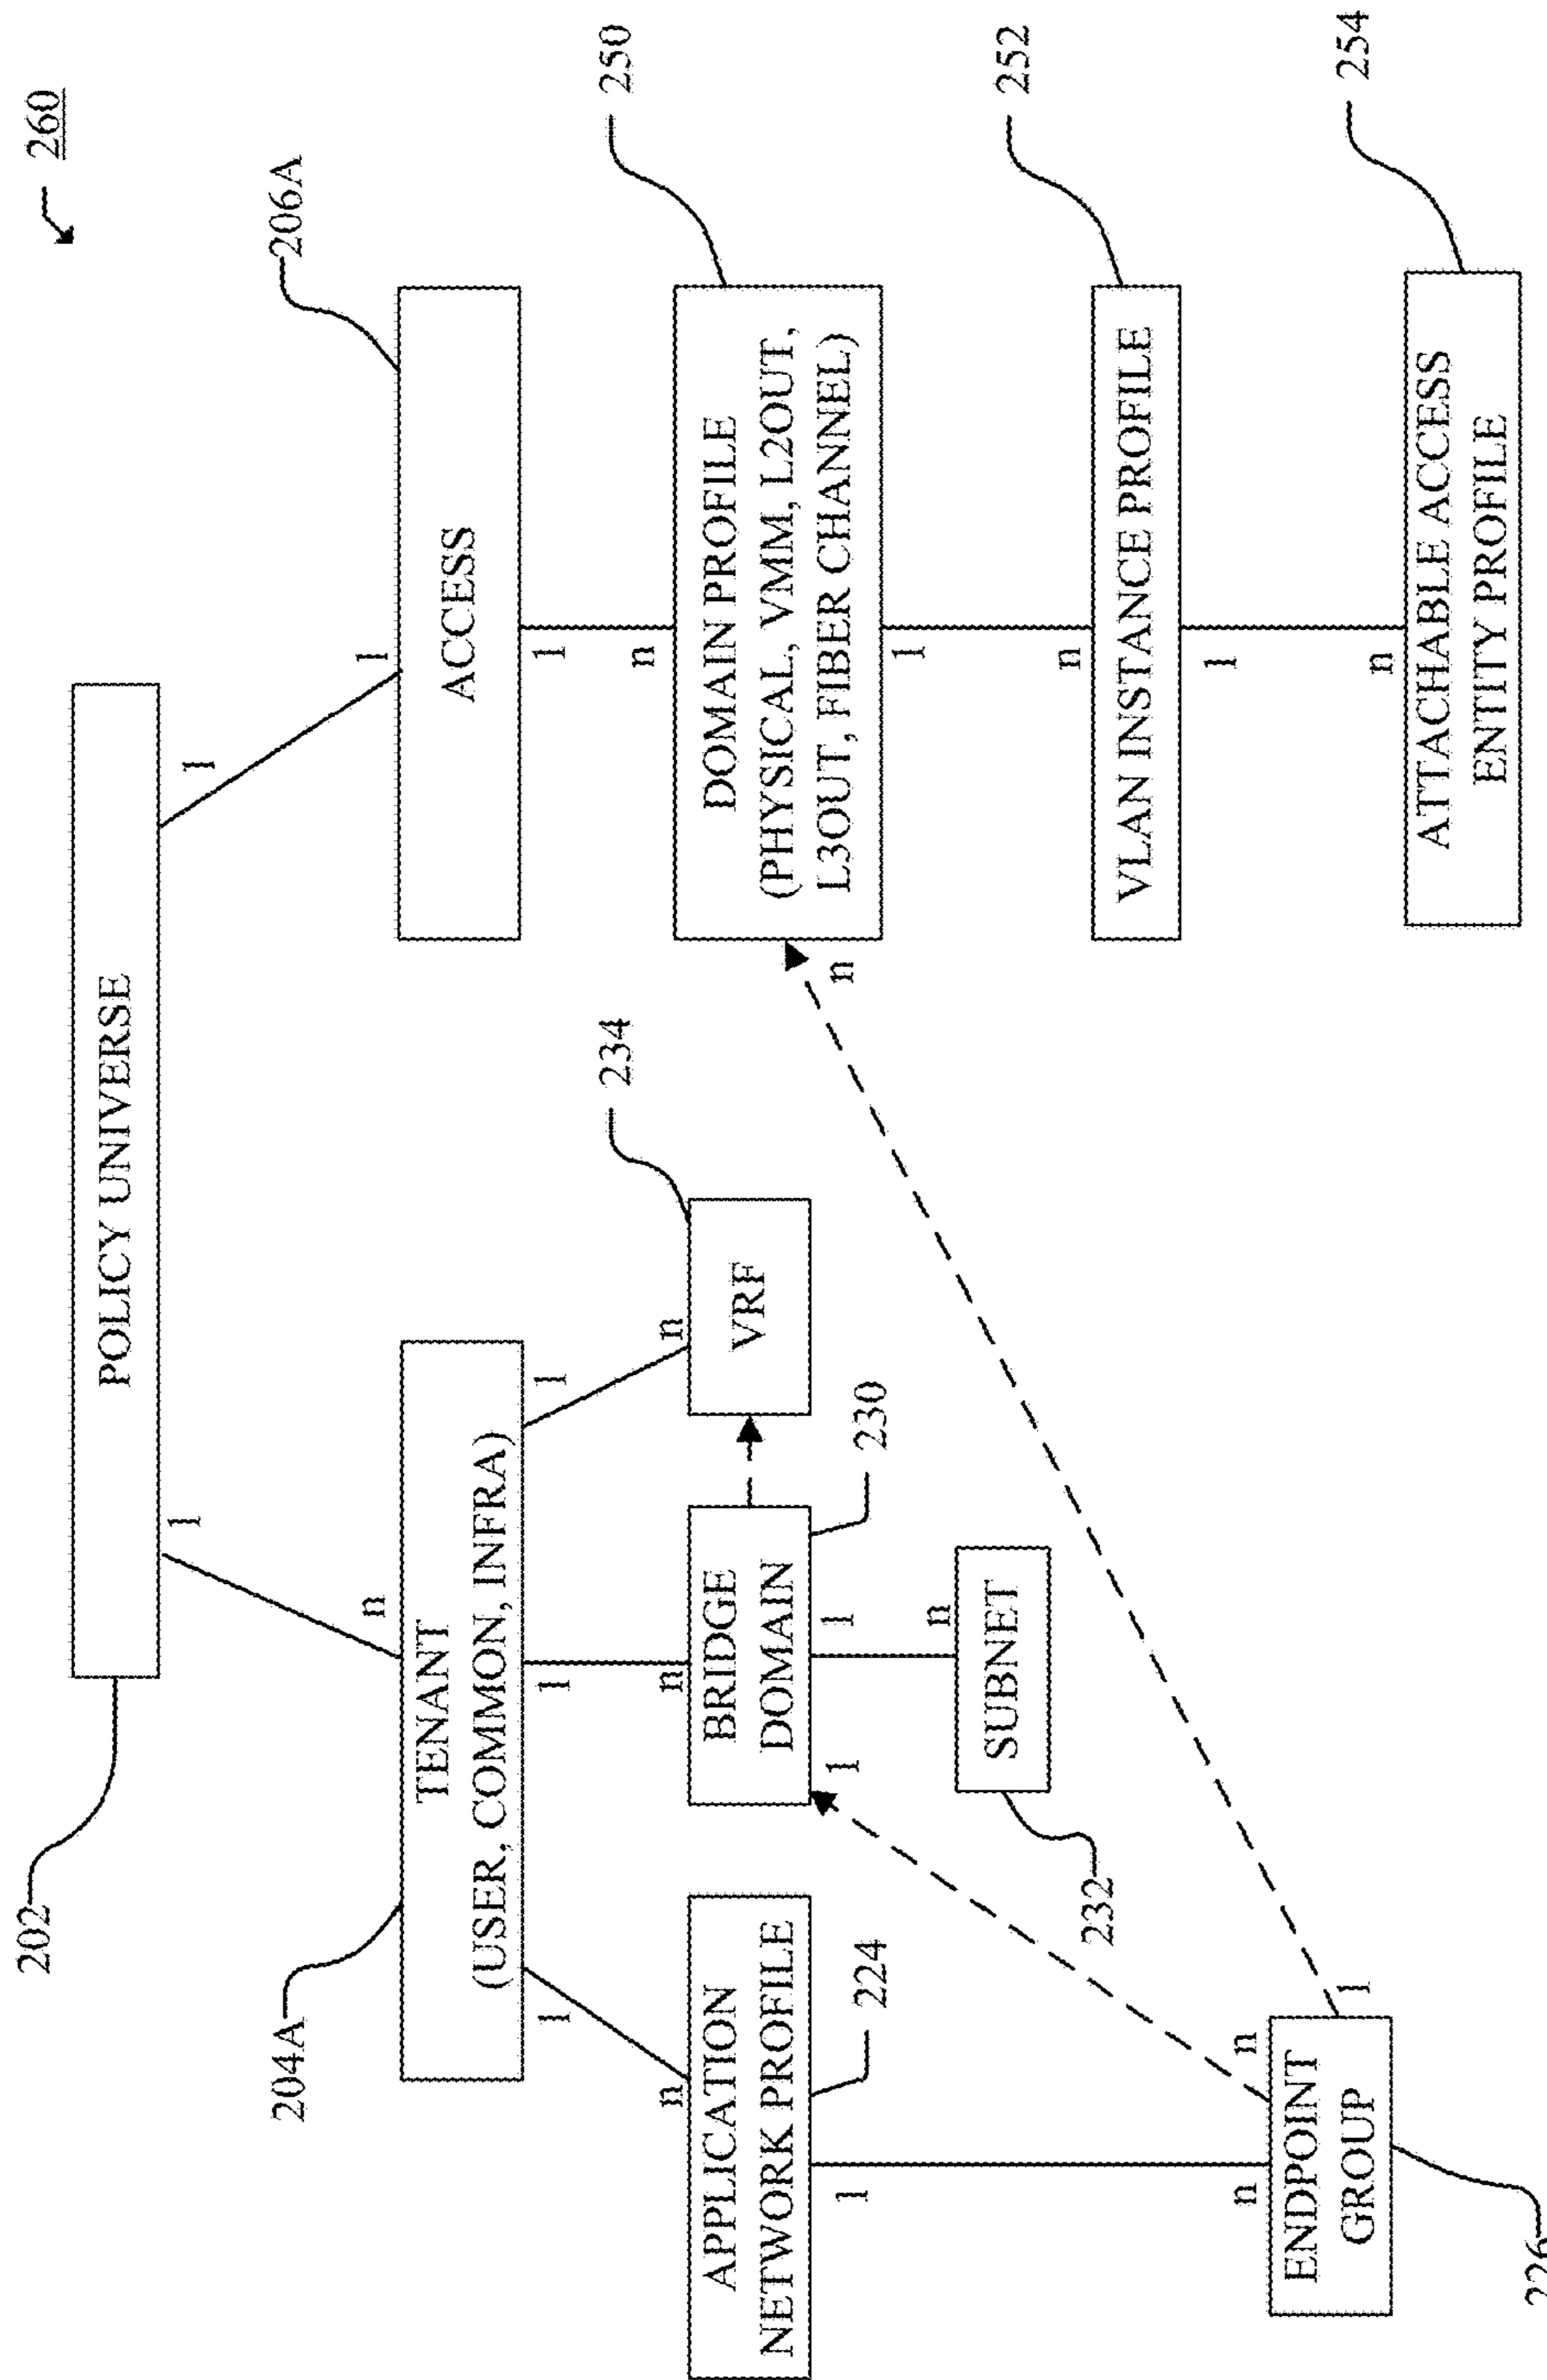 260
POLICY UNIVERSE
202
1
1
n
1
204A
TENANT
(USER, COMMON, INFRA)
ACCESS
206A
1
1
1
1
n
n
n
n
APPLICATION
NETWORK PROFILE
224
BRIDGE
DOMAIN
230
VRF
234
DOMAIN PROFILE
(PHYSICAL, VMM, L2OUT,
L3OUT, FIBER CHANNEL)
250
1
1
1
n
1
n
SUBNET
232
n
VLAN INSTANCE PROFILE
252
1
n
n
n
ENDPOINT
GROUP
1
226
ATTACHABLE ACCESS
ENTITY PROFILE
254